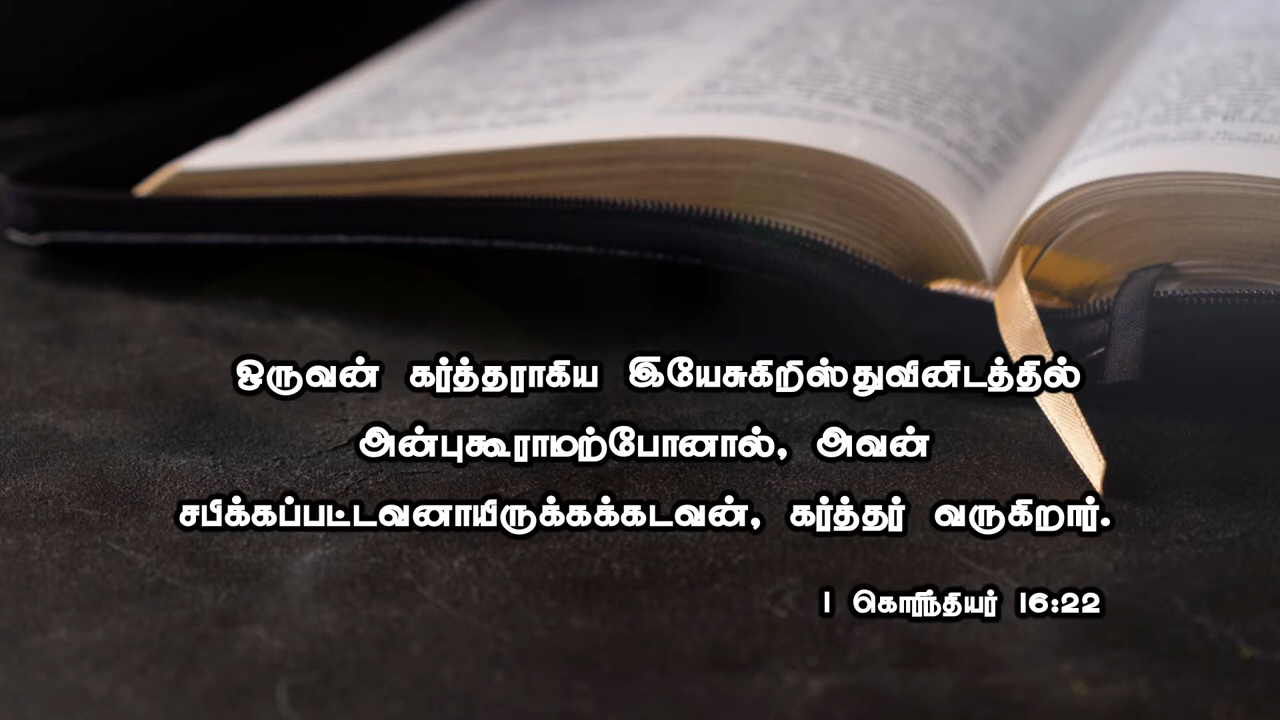 ஒருவன் கர்த்தராகிய இயேசுகிறிஸ்துவினிடத்தில்
அன்புகூராமற்போனால், அவன்
சபிக்கப்பட்டவனாயிருக்கக்கடவன், கர்த்தர் வருகிறார்.
1 கொரிந்தியர் 16:22